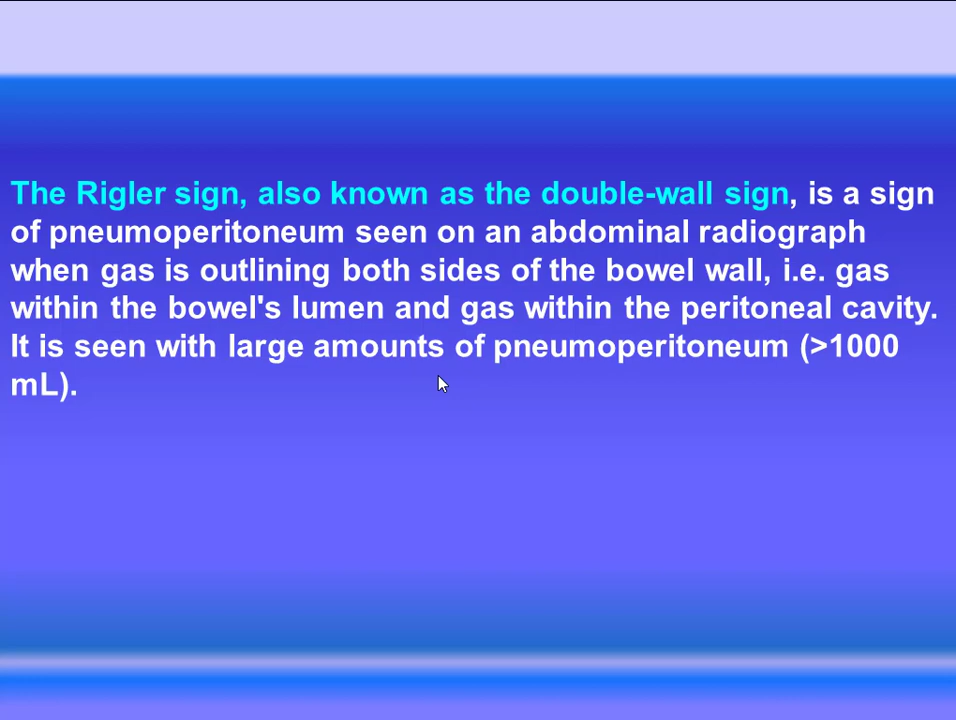 The Rigler sign, also known as the double-wall sign, is a sign
of pneumoperitoneum seen on an abdominal radiograph
when gas is outlining both sides of the bowel wall, i.e. gas
within the bowel's lumen and gas within the peritoneal cavity.
It is seen with large amounts of pneumoperitoneum (>1000
mL).